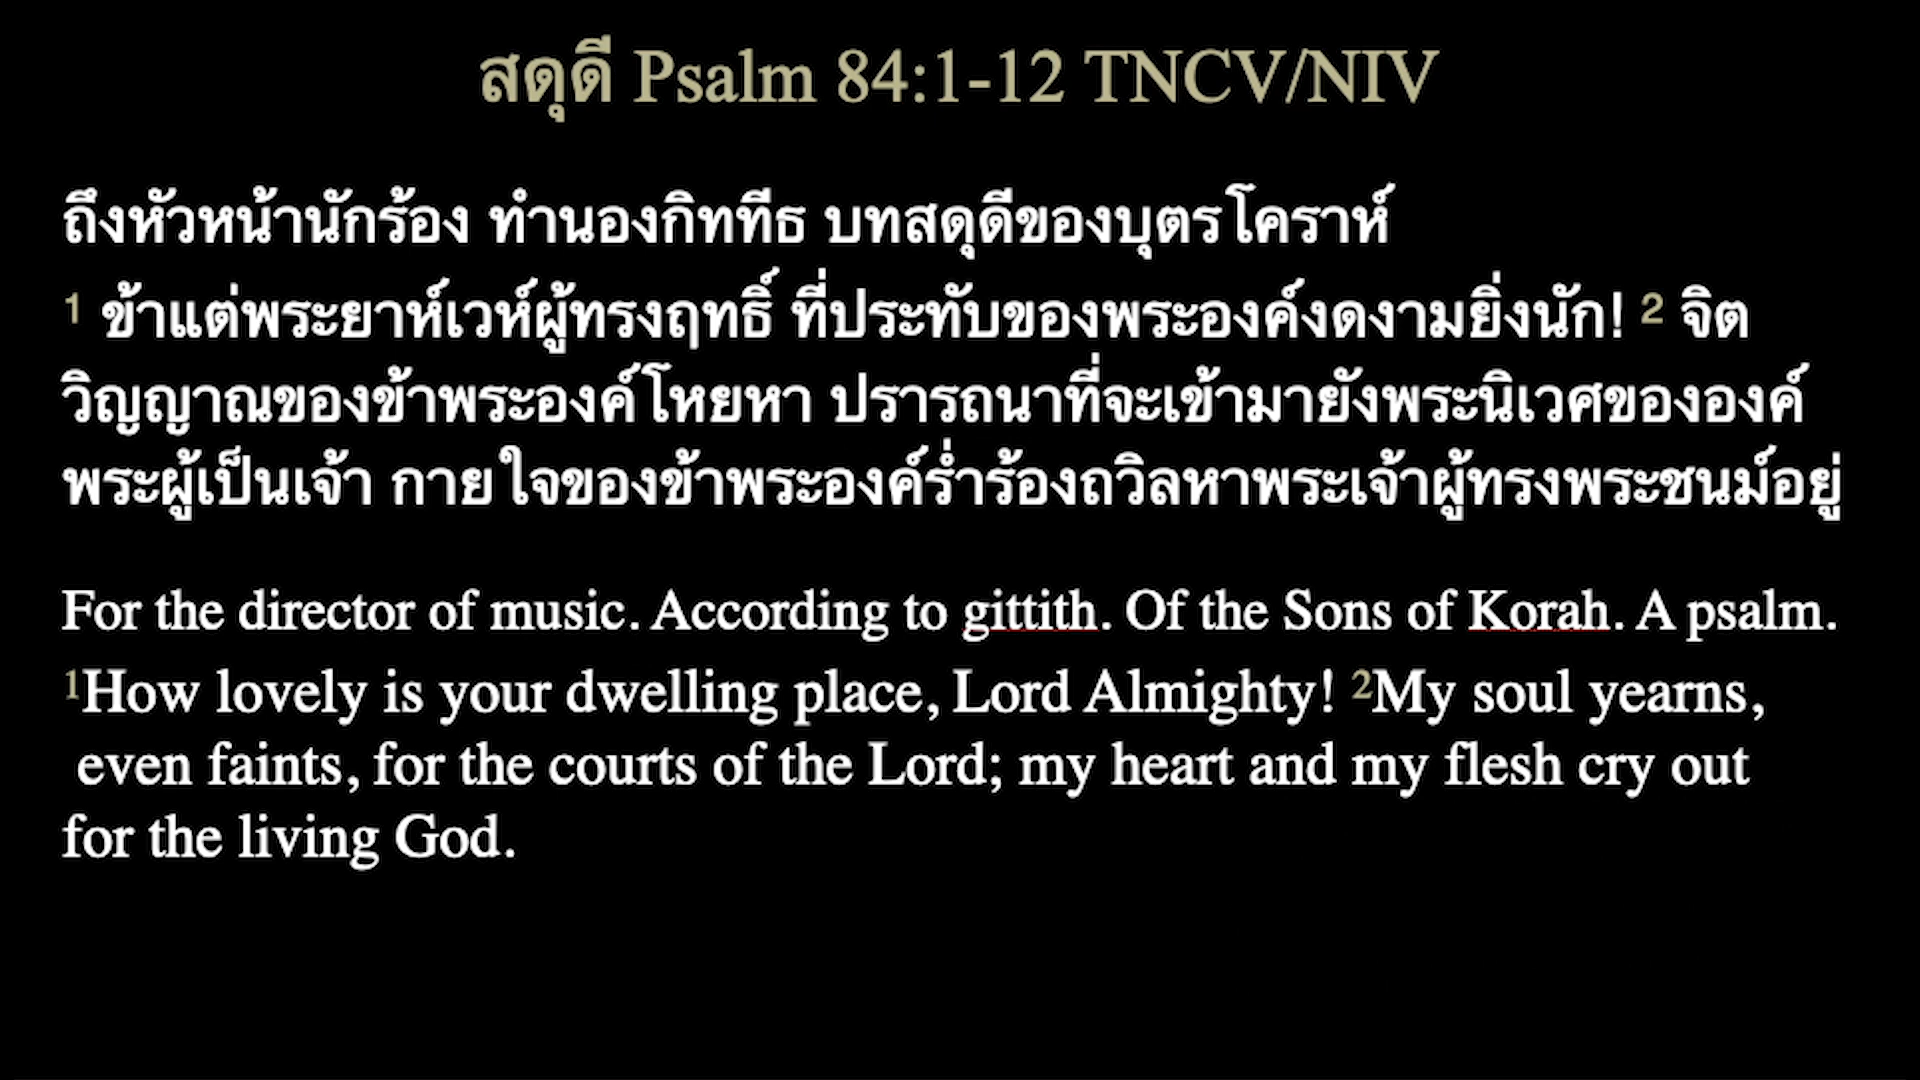 สดุดี Psalm 84:1-12 TNCV/NIV
ถึงหัวหน้านักร้อง ทำนองกิททีธ บทสดุดีของบุตรโคราห์
1 ข้าแต่พระยาห์เวห์ผู้ทรงฤทธิ์ ที่ประทับของพระองค์งดงามยิ่งนัก! 2 จิต
วิญญาณของข้าพระองค์โหยหา ปรารถนาที่จะเข้ามายังพระนิเวศขององค์
พระผู้เป็นเจ้า กายใจของข้าพระองค์ร่ำร้องถวิลหาพระเจ้าผู้ทรงพระชนม์อยู่
For the director of music. According to gittith. Of the Sons of Korah. A psalm.
1How lovely is your dwelling place, Lord Almighty! 2My soul yearns,
even faints, for the courts of the Lord; my heart and my flesh cry out
for the living God.